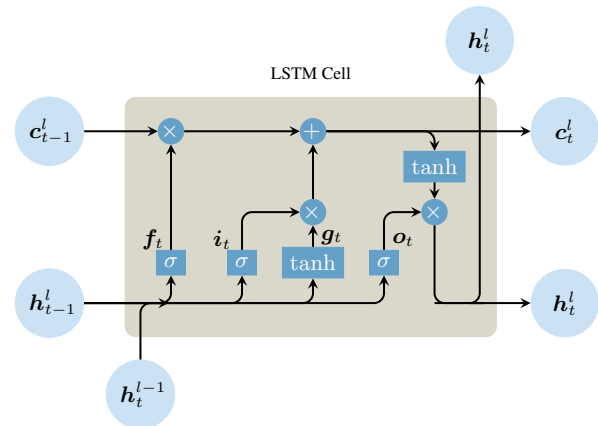 h_t^l
LSTM Cell
c_{t-1}^l
×
+
c_t^l
tanh
×
×
f_t
i_t
g_t
o_t
σ
σ
tanh
σ
h_{t-1}^l
h_t^l
h_t^{l-1}